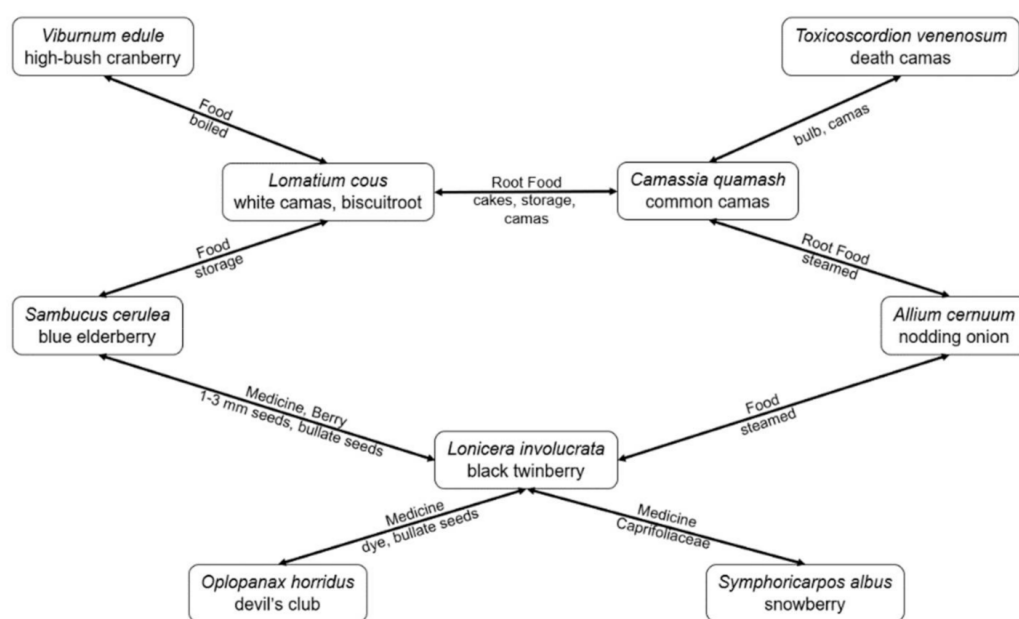 Viburnum edule
high-bush cranberry
Toxicoscordion venenosum
death camas
Food
boiled
bulb, camas
Lomatium cous
white camas, biscuitroot
Root Food
cakes, storage,
camas
Camassia quamash
common camas
Food
storage
Root Food
steamed
Sambucus cerulea
blue elderberry
Allium cernuum
nodding onion
Medicine, Berry
1-3 mm seeds, bullate seeds
Food
steamed
Lonicera involucrata
black twinberry
Medicine
dye, bullate seeds
Medicine
Caprifoliaceae
Oplopanax horridus
devil's club
Symphoricarpos albus
snowberry